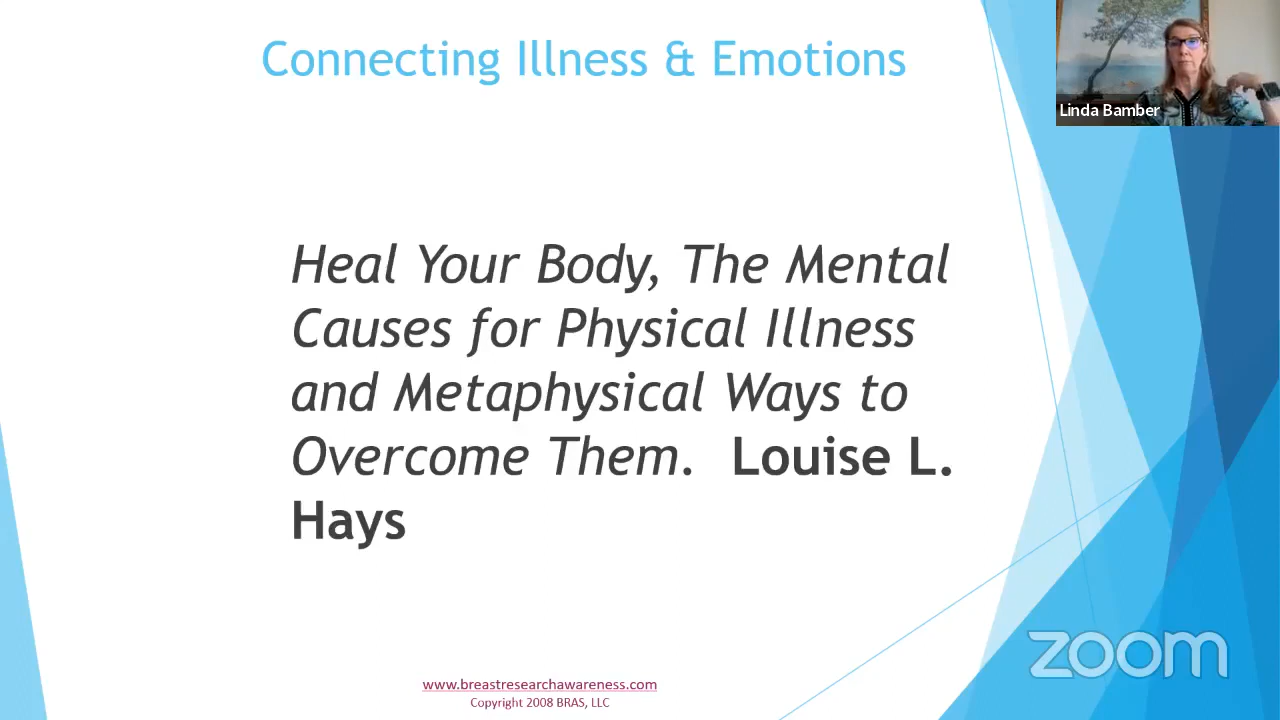 Connecting Illness & Emotions
Linda Bamber
Heal Your Body, The Mental
Causes for Physical Illness
and Metaphysical Ways to
Overcome Them. Louise L.
Hays
zoom
www.breastresearchawareness.com
Copyright 2008 BRAS, LLC